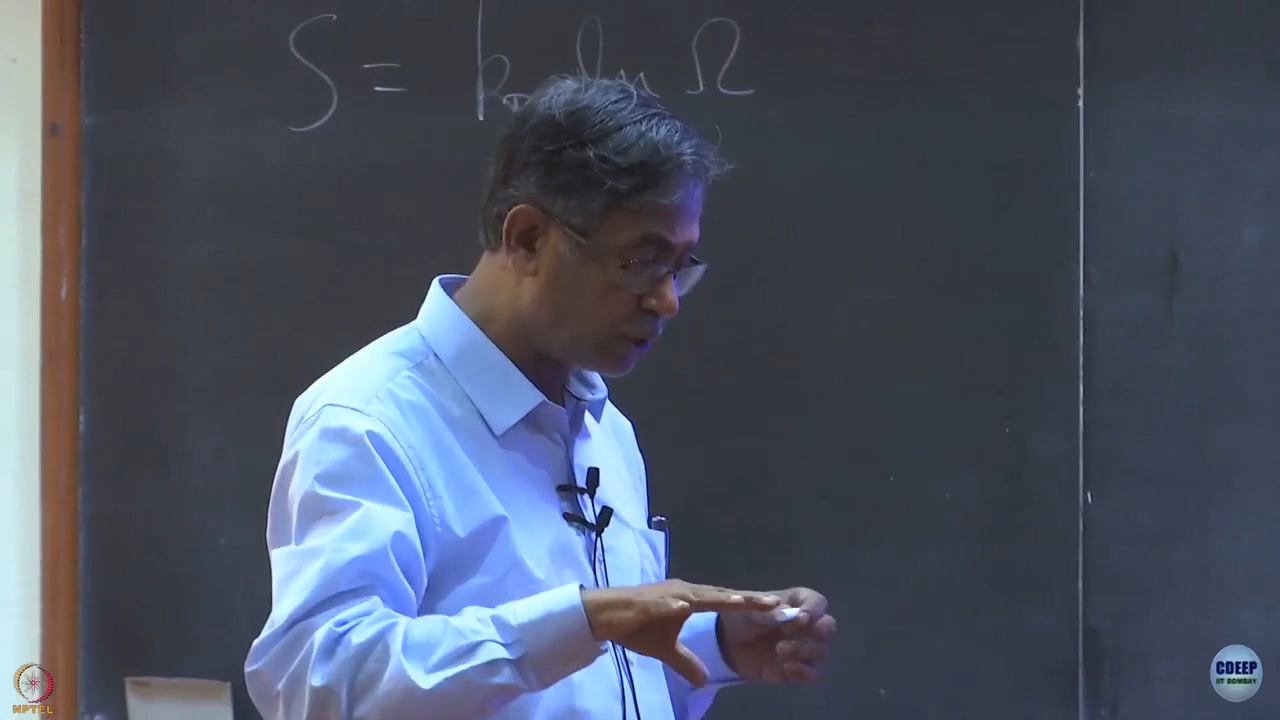 S = k_B ln Ω
NPTEL
CDEEP
IIT BOMBAY